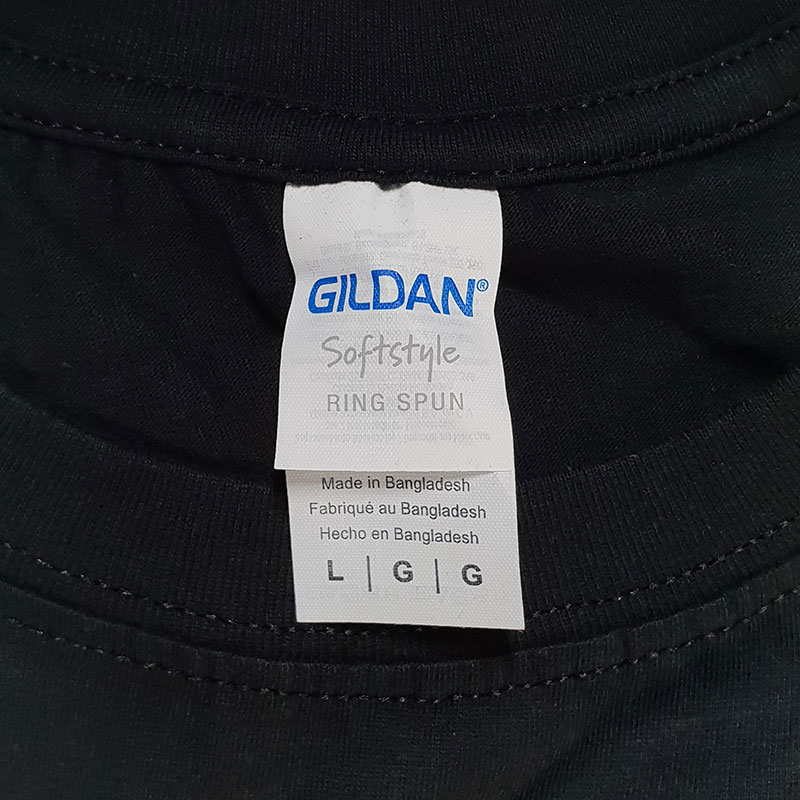 GILDAN®
Softstyle
RING SPUN
Made in Bangladesh
Fabriqué au Bangladesh
Hecho en Bangladesh
L | G | G